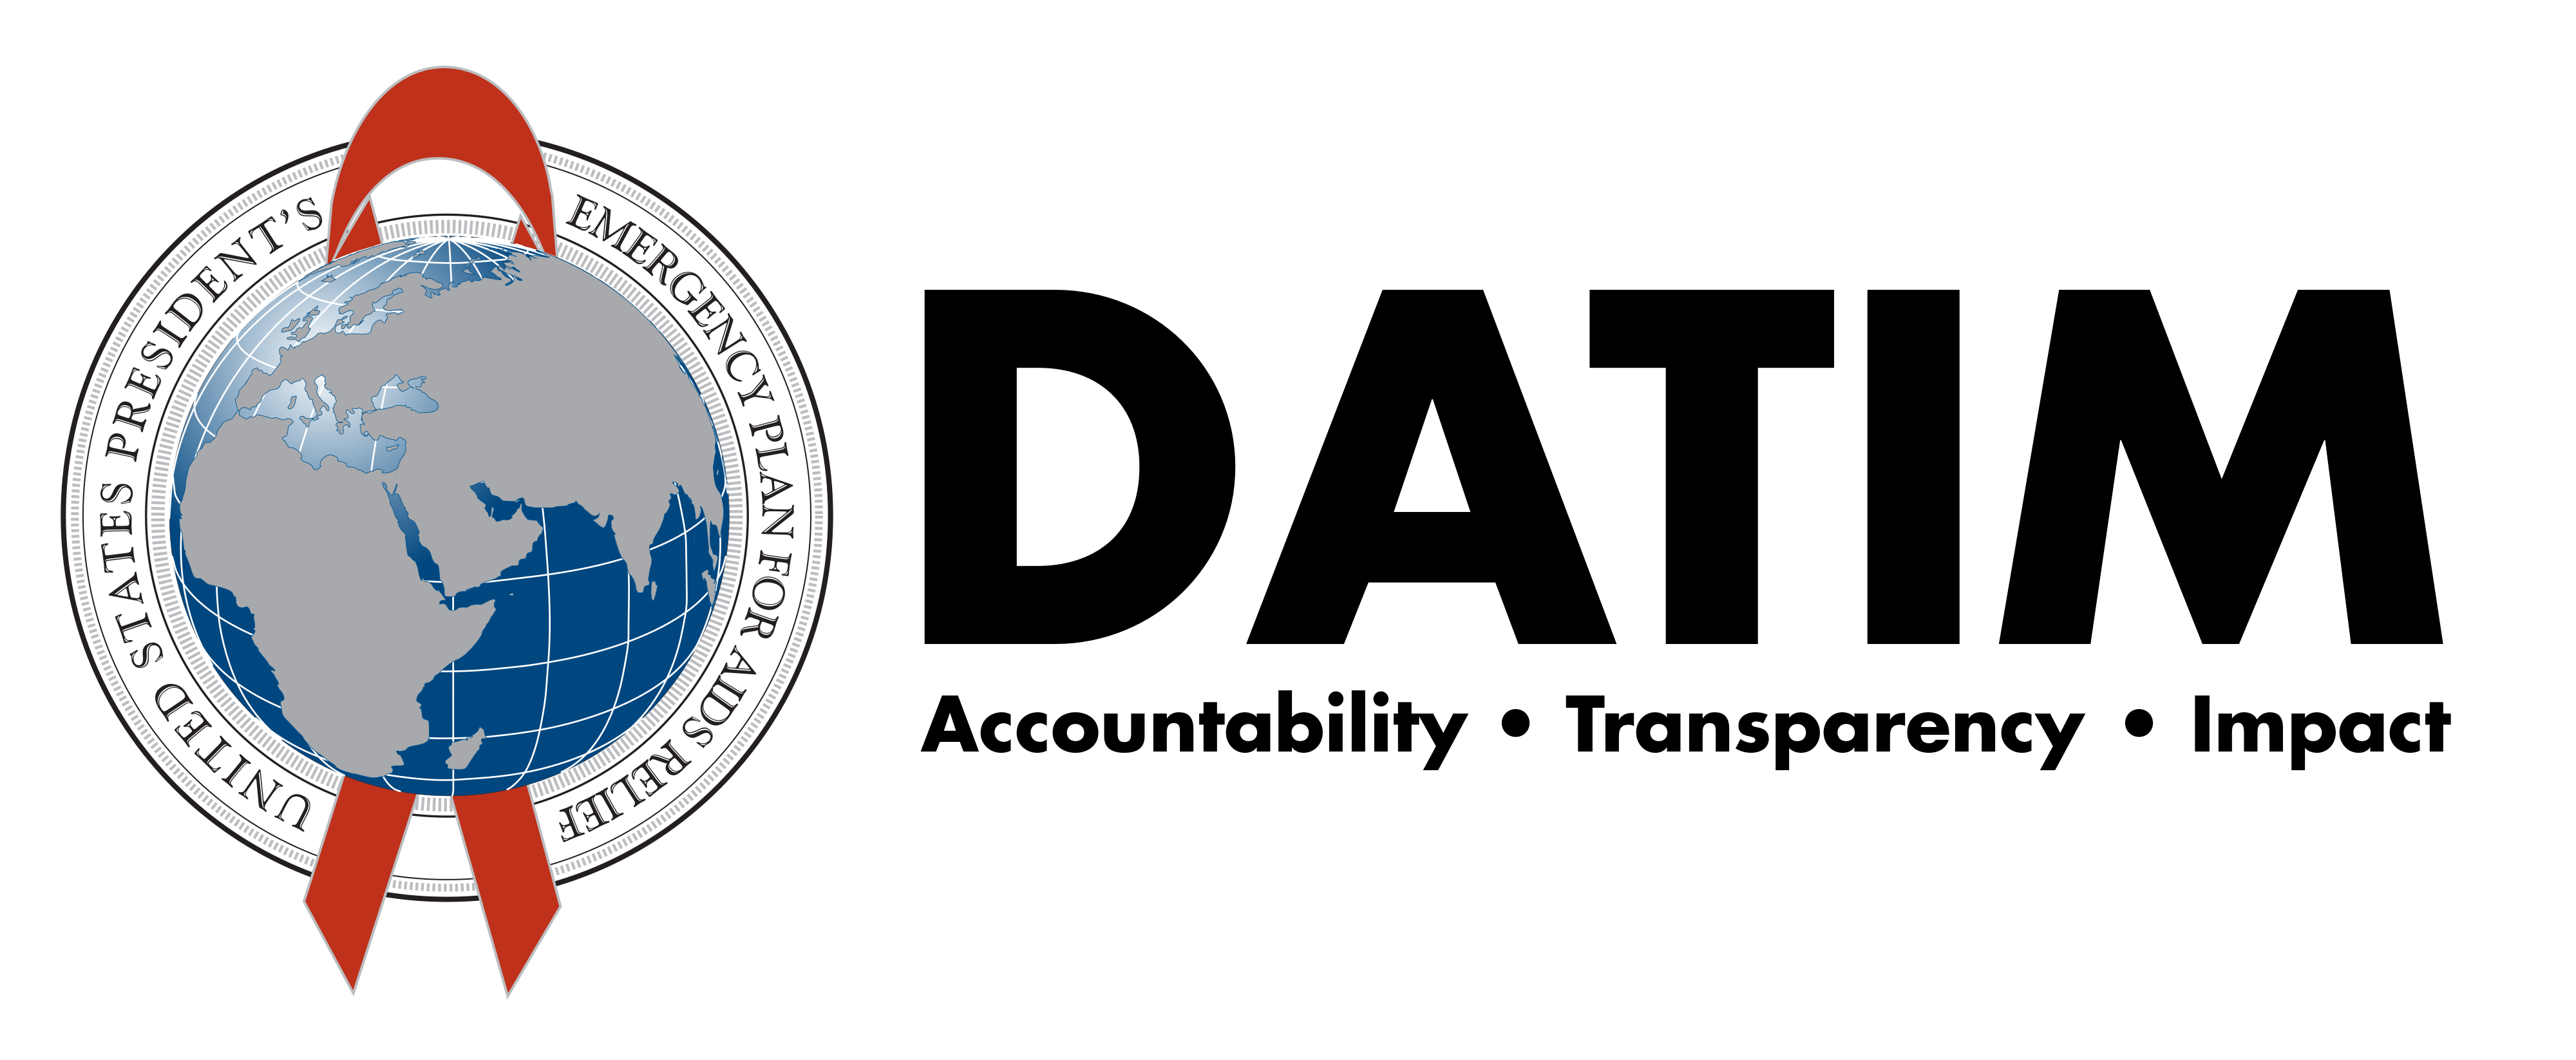 UNITED STATES PRESIDENT'S EMERGENCY PLAN FOR AIDS RELIEF
DATIM
Accountability • Transparency • Impact